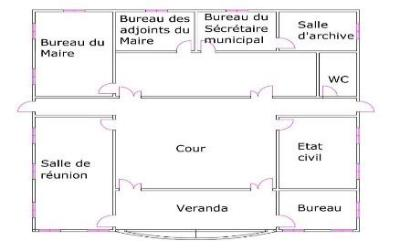 Bureau du
Maire
Bureau des
adjoints du
Maire
Bureau du
Sécrétaire
municipal
Salle
d'archive
WC
Salle de
réunion
Cour
Etat
civil
Veranda
Bureau